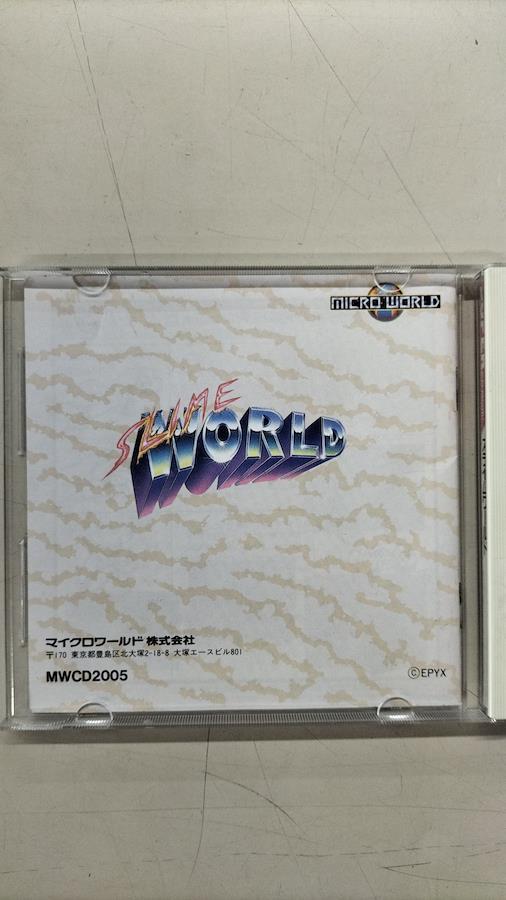 MICRO WORLD
SLIME
WORLD
マイクロワールド 株式会社
〒170 東京都豊島区北大塚2-18-8 大塚エースビル801
MWCD2005
©EPYX